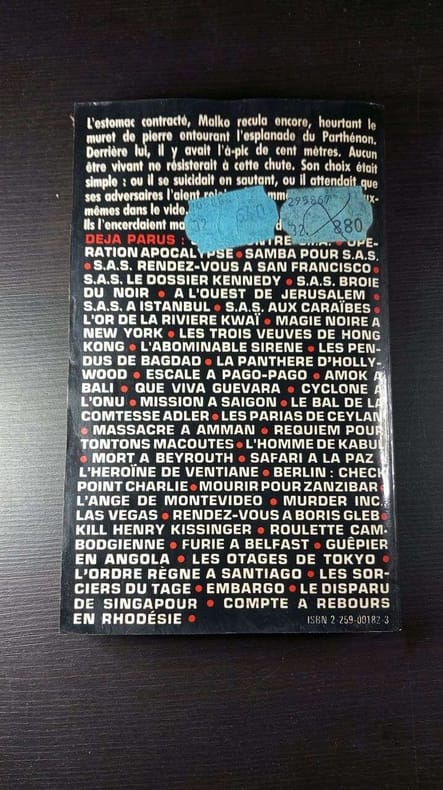 L'estomac contracté, Malko recula encore, heurtant le
muret de pierre entourant l'esplanade du Parthénon.
Derrière lui, il y avait l'à-pic de cent mètres. Aucun
être vivant ne résisterait à cette chute. Son choix était
simple : ou il se suicidait en sautant, ou il attendait que
ses adversaires l'aient
mêmes dans le vide.
Ils l'encerclaient
880
DEJA PARUS : CONTRE S.A. • OPE-
RATION APOCALYPSE • SAMBA POUR S.A.S.
• S.A.S. RENDEZ-VOUS A SAN FRANCISCO •
S.A.S. LE DOSSIER KENNEDY • S.A.S. BROIE
DU NOIR • A L'OUEST DE JERUSALEM •
S.A.S. A ISTANBUL • S.A.S. AUX CARAÏBES •
L'OR DE LA RIVIERE KWAÏ • MAGIE NOIRE A
NEW YORK • LES TROIS VEUVES DE HONG
KONG • L'ABOMINABLE SIRENE • LES PEN-
DUS DE BAGDAD • LA PANTHERE D'HOLLY-
WOOD • ESCALE A PAGO-PAGO • AMOK A
BALI • QUE VIVA GUEVARA • CYCLONE A
L'ONU • MISSION A SAIGON • LE BAL DE LA
COMTESSE ADLER • LES PARIAS DE CEYLAN
• MASSACRE A AMMAN • REQUIEM POUR
TONTONS MACOUTES • L'HOMME DE KABUL
• MORT A BEYROUTH • SAFARI A LA PAZ
L'HEROÏNE DE VENTIANE • BERLIN : CHECK
POINT CHARLIE • MOURIR POUR ZANZIBAR •
L'ANGE DE MONTEVIDEO • MURDER INC.
LAS VEGAS • RENDEZ-VOUS A BORIS GLEB •
KILL HENRY KISSINGER • ROULETTE CAM-
BODGIENNE • FURIE A BELFAST • GUÊPIER
EN ANGOLA • LES OTAGES DE TOKYO •
L'ORDRE RÈGNE A SANTIAGO • LES SOR-
CIERS DU TAGE • EMBARGO • LE DISPARU
DE SINGAPOUR • COMPTE A REBOURS
EN RHODÉSIE •
ISBN 2-259-00182-3